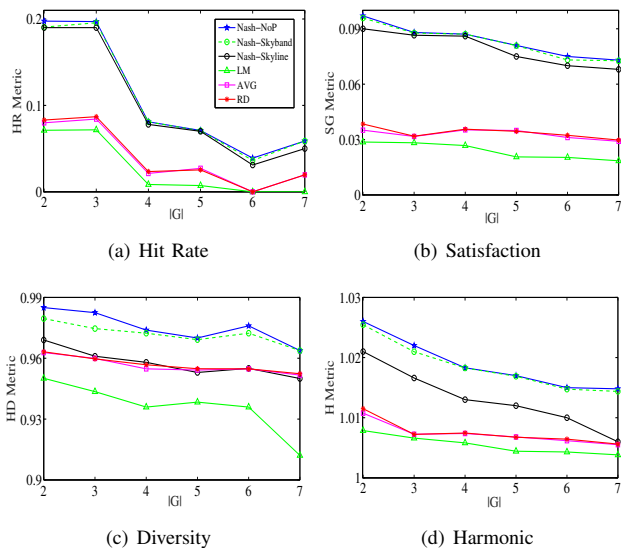 0.2
0.1
0
2 3 4 5 6 7
HR Metric
|G|
Nash−NoP
Nash−Skyband
Nash−Skyline
LM
AVG
RD
(a) Hit Rate
0.09
0.06
0.03
0
2 3 4 5 6 7
SG Metric
|G|
(b) Satisfaction
0.99
0.96
0.93
0.9
2 3 4 5 6 7
HD Metric
|G|
(c) Diversity
1.03
1.02
1.01
1
2 3 4 5 6 7
H Metric
|G|
(d) Harmonic